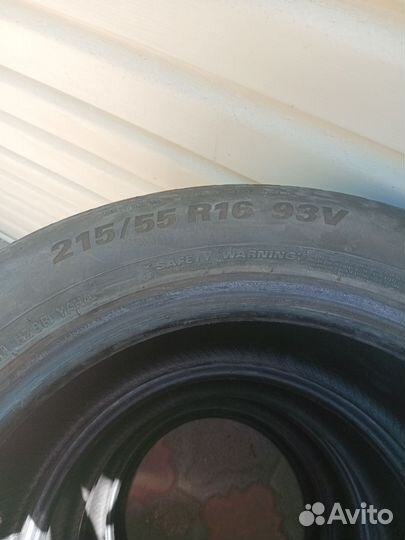 215/55 R16 93V
SAFETY WARNING:
Avito